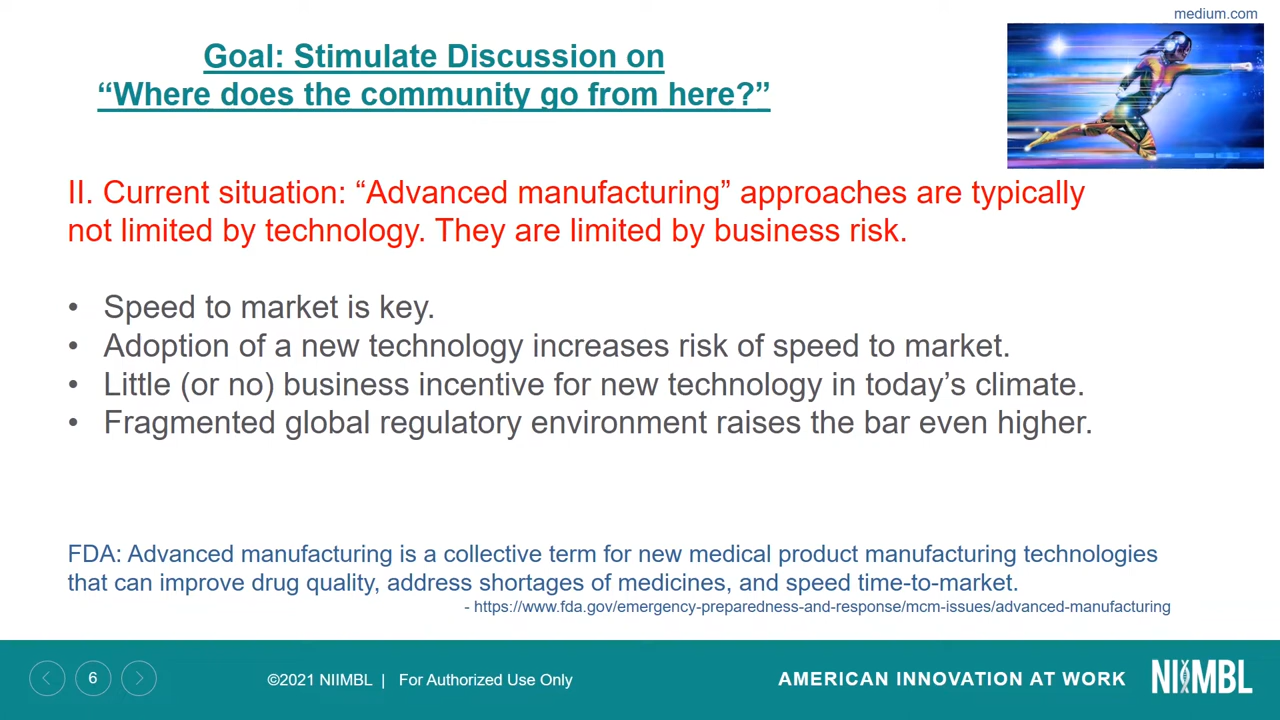 medium.com
Goal: Stimulate Discussion on
“Where does the community go from here?”
II. Current situation: “Advanced manufacturing” approaches are typically
not limited by technology. They are limited by business risk.
• Speed to market is key.
• Adoption of a new technology increases risk of speed to market.
• Little (or no) business incentive for new technology in today’s climate.
• Fragmented global regulatory environment raises the bar even higher.
FDA: Advanced manufacturing is a collective term for new medical product manufacturing technologies
that can improve drug quality, address shortages of medicines, and speed time-to-market.
- https://www.fda.gov/emergency-preparedness-and-response/mcm-issues/advanced-manufacturing
6
©2021 NIIMBL | For Authorized Use Only
AMERICAN INNOVATION AT WORK
NIIMBL